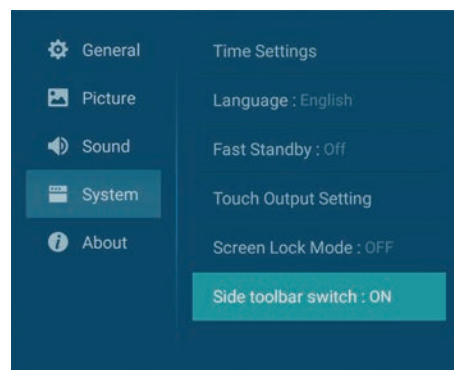 General
Picture
Sound
System
About
Time Settings
Language : English
Fast Standby : Off
Touch Output Setting
Screen Lock Mode : OFF
Side toolbar switch : ON